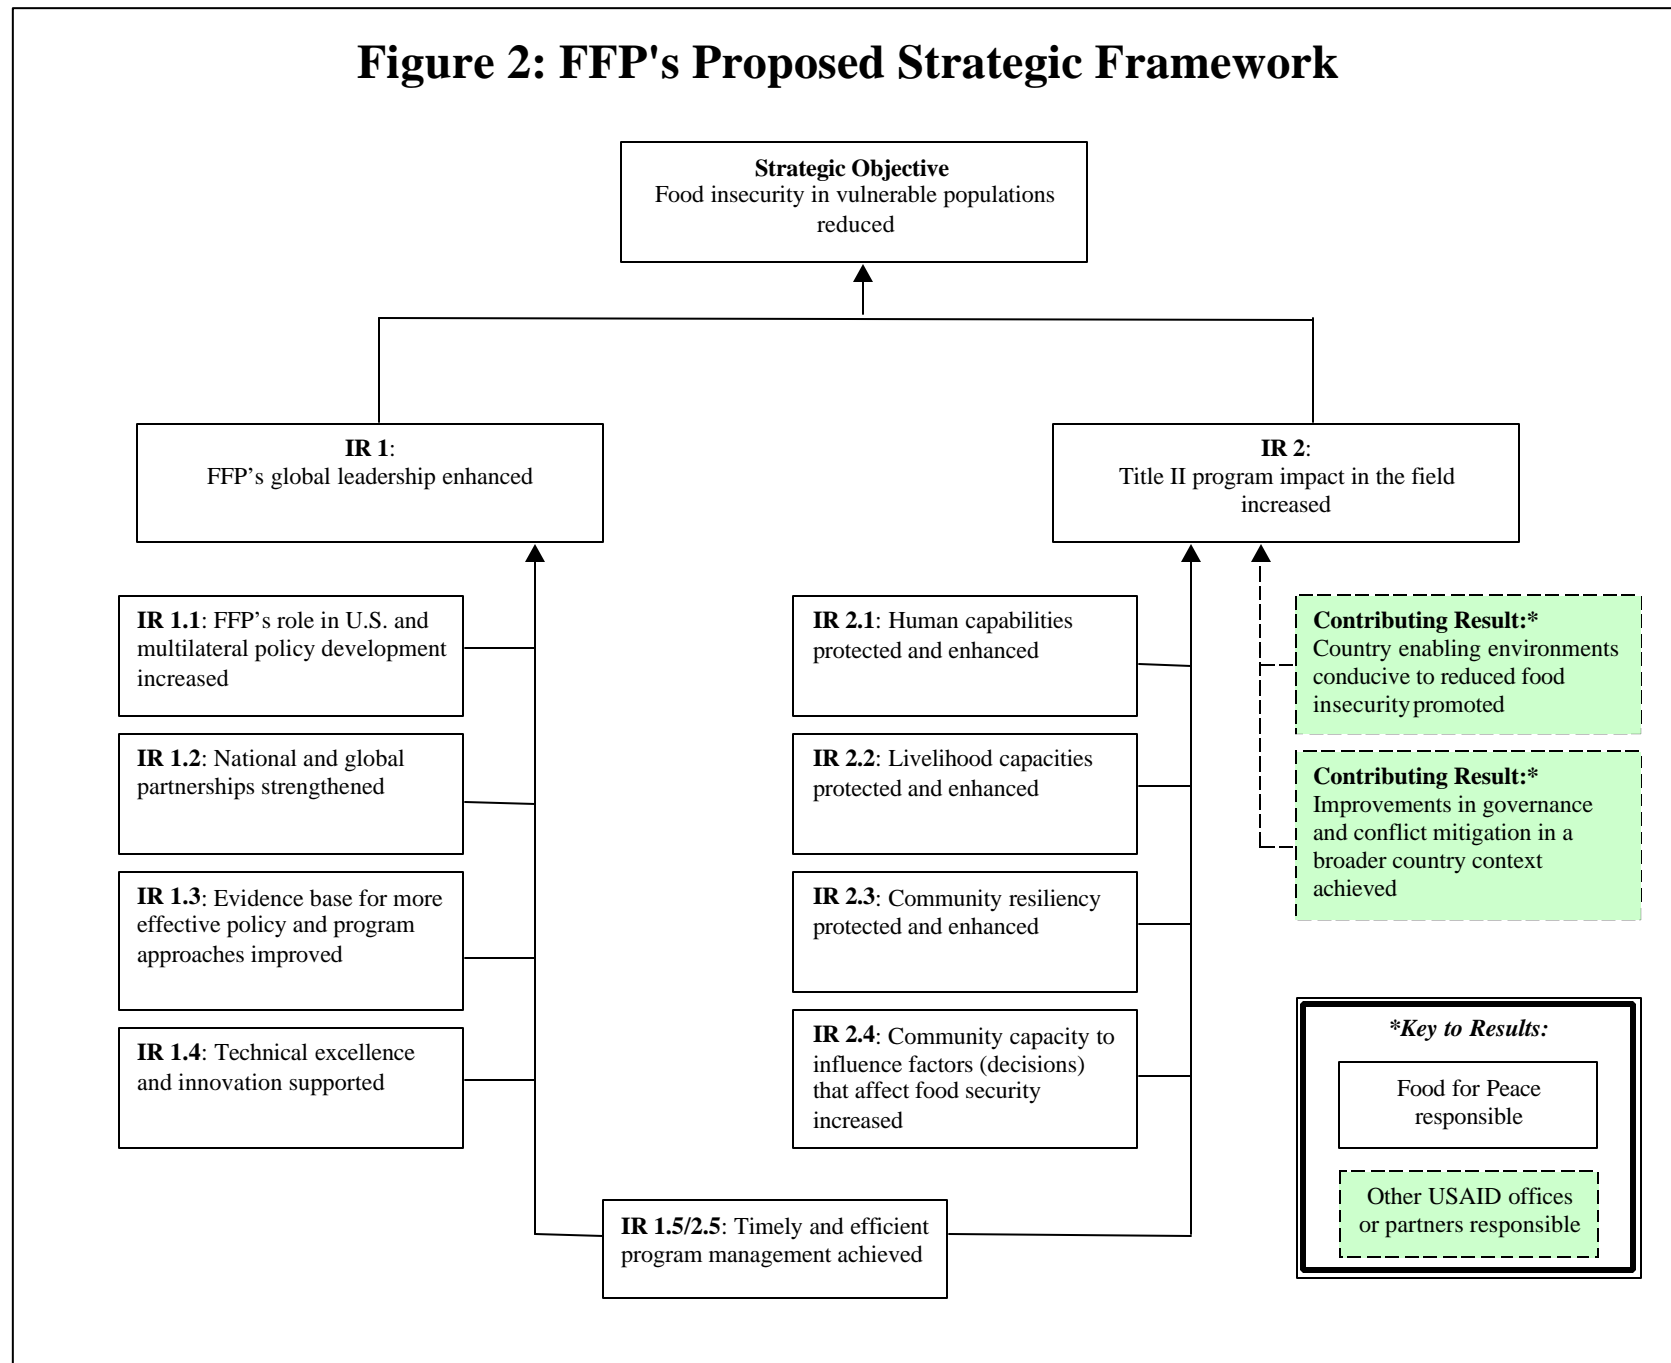 Figure 2: FFP's Proposed Strategic Framework
Strategic Objective
Food insecurity in vulnerable populations
reduced
IR 1:
FFP’s global leadership enhanced
IR 2:
Title II program impact in the field
increased
IR 1.1: FFP’s role in U.S. and
multilateral policy development
increased
IR 1.2: National and global
partnerships strengthened
IR 1.3: Evidence base for more
effective policy and program
approaches improved
IR 1.4: Technical excellence
and innovation supported
IR 2.1: Human capabilities
protected and enhanced
IR 2.2: Livelihood capacities
protected and enhanced
IR 2.3: Community resiliency
protected and enhanced
IR 2.4: Community capacity to
influence factors (decisions)
that affect food security
increased
Contributing Result:*
Country enabling environments
conducive to reduced food
insecurity promoted
Contributing Result:*
Improvements in governance
and conflict mitigation in a
broader country context
achieved
IR 1.5/2.5: Timely and efficient
program management achieved
*Key to Results:
Food for Peace
responsible
Other USAID offices
or partners responsible